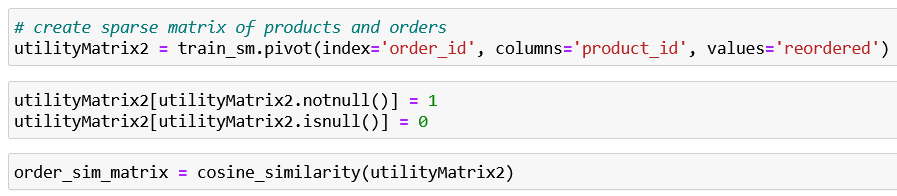 # create sparse matrix of products and orders
utilityMatrix2 = train_sm.pivot(index='order_id', columns='product_id', values='reordered')
utilityMatrix2[utilityMatrix2.notnull()] = 1
utilityMatrix2[utilityMatrix2.isnull()] = 0
order_sim_matrix = cosine_similarity(utilityMatrix2)